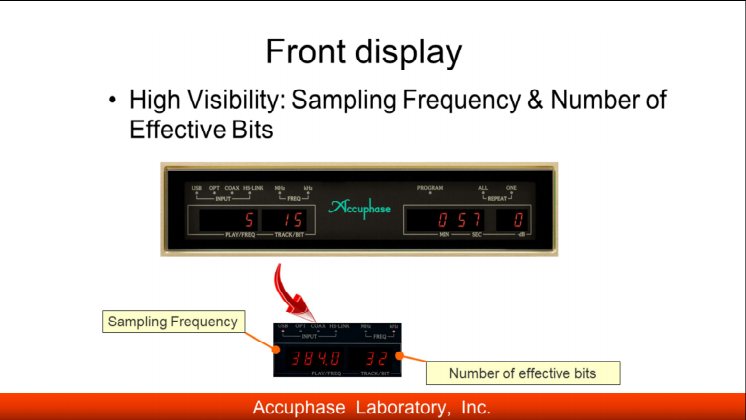 Front display
• High Visibility: Sampling Frequency & Number of
Effective Bits
USB OPT COAX HS-LINK MHz kHz
INPUT FREQ
PROGRAM ALL ONE
REPEAT
Accuphase
5 15
PLAY/FREQ TRACK/BIT
0 57 0
MIN SEC dB
Sampling Frequency
USB OPT COAX HS-LINK MHz kHz
INPUT FREQ
384.0 32
PLAY/FREQ TRACK/BIT
Number of effective bits
Accuphase Laboratory, Inc.